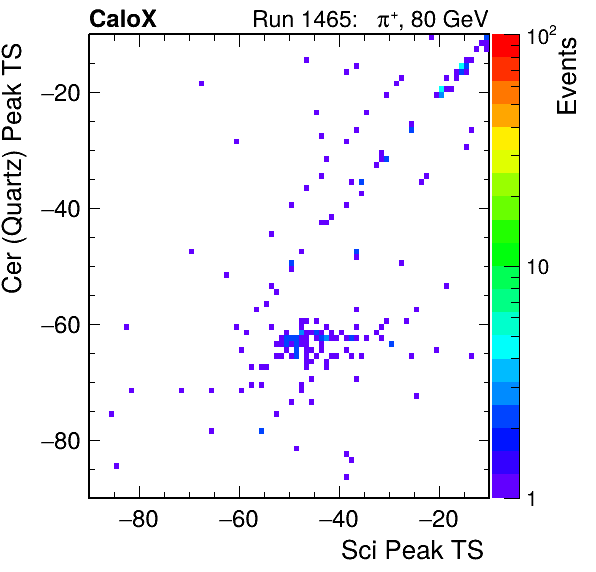 CaloX Run 1465: π⁺, 80 GeV
Cer (Quartz) Peak TS
−20
−40
−60
−80
−80 −60 −40 −20
Sci Peak TS
10²
10
1
Events